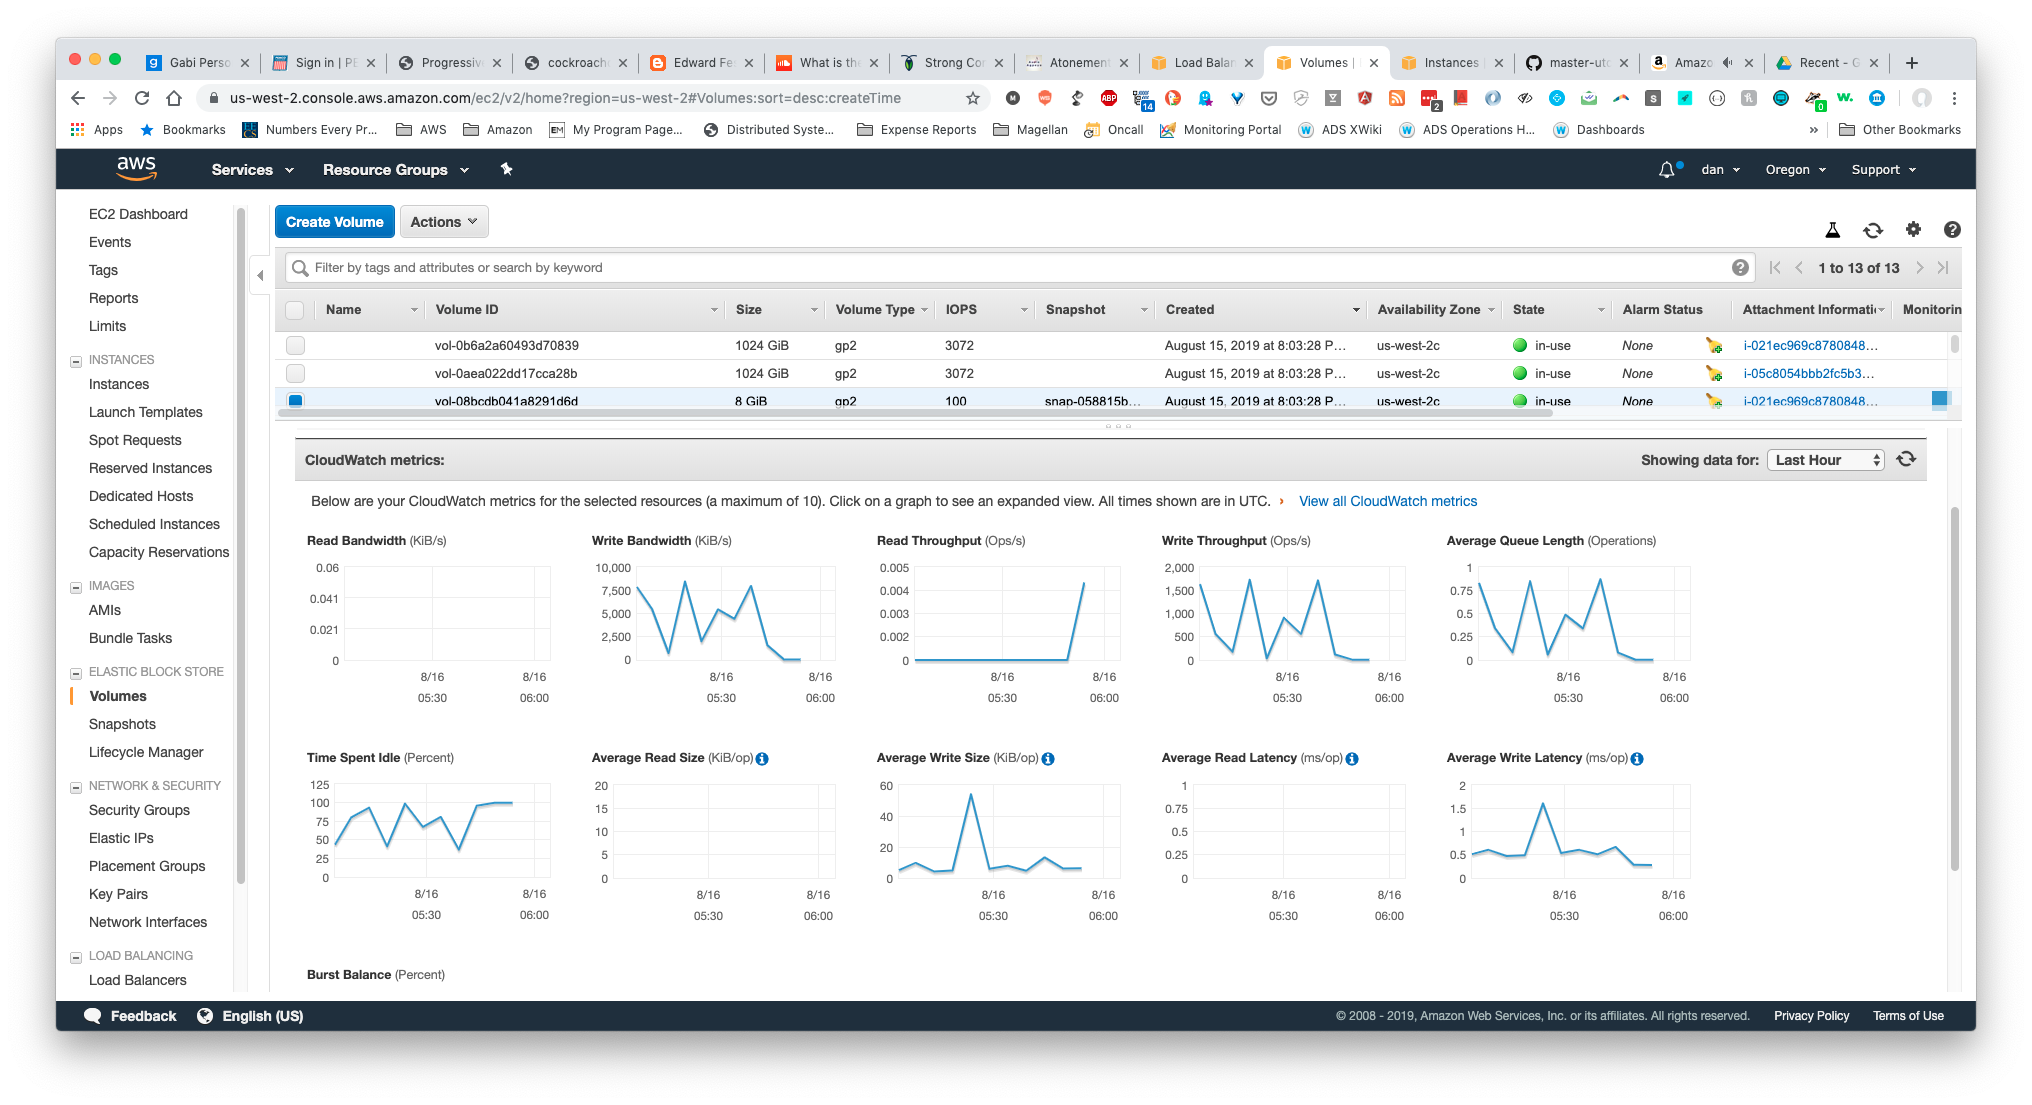 Gabi Perso
Sign in | PE
Progressiv
cockroach
Edward Fe
What is the
Strong Cor
Atonement
Load Balan
Volumes |
Instances |
master-utc
Amazo
Recent - G
us-west-2.console.aws.amazon.com/ec2/v2/home?region=us-west-2#Volumes:sort=desc:createTime
ABP
14
2
0
Apps
Bookmarks
Numbers Every Pr...
AWS
Amazon
My Program Page...
Distributed Syste...
Expense Reports
Magellan
Oncall
Monitoring Portal
ADS XWiki
ADS Operations H...
Dashboards
»
Other Bookmarks
aws
Services
Resource Groups
dan
Oregon
Support
EC2 Dashboard
Events
Tags
Reports
Limits
INSTANCES
Instances
Launch Templates
Spot Requests
Reserved Instances
Dedicated Hosts
Scheduled Instances
Capacity Reservations
IMAGES
AMIs
Bundle Tasks
ELASTIC BLOCK STORE
Volumes
Snapshots
Lifecycle Manager
NETWORK & SECURITY
Security Groups
Elastic IPs
Placement Groups
Key Pairs
Network Interfaces
LOAD BALANCING
Load Balancers
Create Volume
Actions
Filter by tags and attributes or search by keyword
1 to 13 of 13
Name Volume ID Size Volume Type IOPS Snapshot Created Availability Zone State Alarm Status Attachment Informati Monitorin
vol-0b6a2a60493d70839 1024 GiB gp2 3072 August 15, 2019 at 8:03:28 P... us-west-2c in-use None i-021ec969c8780848...
vol-0aea022dd17cca28b 1024 GiB gp2 3072 August 15, 2019 at 8:03:28 P... us-west-2c in-use None i-05c8054bbb2fc5b3...
vol-08bcdb041a8291d6d 8 GiB gp2 100 snap-058815b... August 15, 2019 at 8:03:28 P... us-west-2c in-use None i-021ec969c8780848...
CloudWatch metrics:
Showing data for: Last Hour
Below are your CloudWatch metrics for the selected resources (a maximum of 10). Click on a graph to see an expanded view. All times shown are in UTC. › View all CloudWatch metrics
Read Bandwidth (KiB/s)
0.06
0.041
0.021
0
8/16 8/16
05:30 06:00
Write Bandwidth (KiB/s)
10,000
7,500
5,000
2,500
0
8/16 8/16
05:30 06:00
Read Throughput (Ops/s)
0.005
0.004
0.003
0.002
0
8/16 8/16
05:30 06:00
Write Throughput (Ops/s)
2,000
1,500
1,000
500
0
8/16 8/16
05:30 06:00
Average Queue Length (Operations)
1
0.75
0.5
0.25
0
8/16 8/16
05:30 06:00
Time Spent Idle (Percent)
125
100
75
50
25
0
8/16 8/16
05:30 06:00
Average Read Size (KiB/op)
20
15
10
5
0
8/16 8/16
05:30 06:00
Average Write Size (KiB/op)
60
40
20
0
8/16 8/16
05:30 06:00
Average Read Latency (ms/op)
1
0.75
0.5
0.25
0
8/16 8/16
05:30 06:00
Average Write Latency (ms/op)
2
1.5
1
0.5
0
8/16 8/16
05:30 06:00
Burst Balance (Percent)
Feedback
English (US)
© 2008 - 2019, Amazon Web Services, Inc. or its affiliates. All rights reserved.
Privacy Policy
Terms of Use